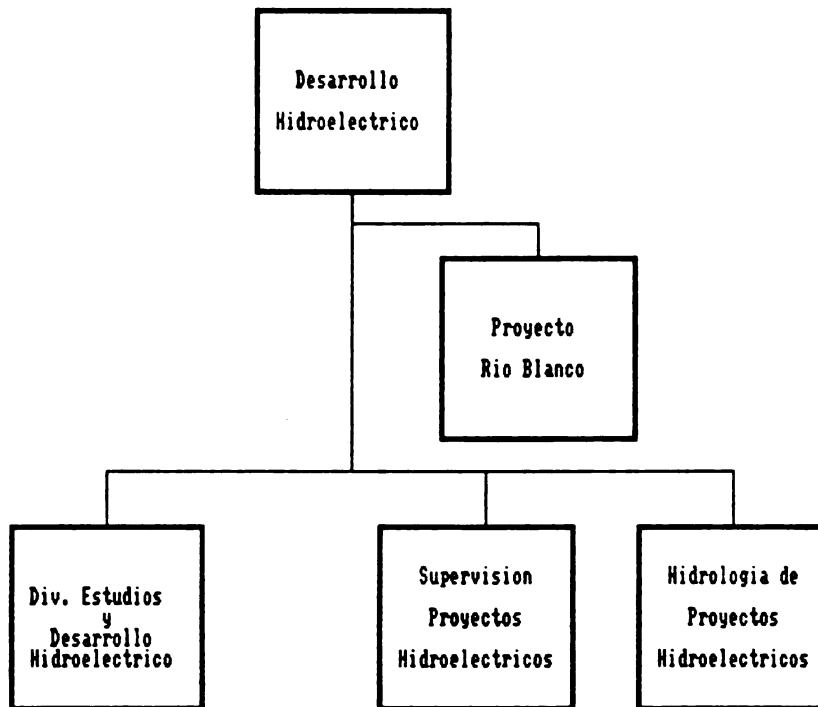 Desarrollo
Hidroelectrico
Proyecto
Rio Blanco
Div. Estudios
y
Desarrollo
Hidroelectrico
Supervision
Proyectos
Hidroelectricos
Hidrologia de
Proyectos
Hidroelectricos